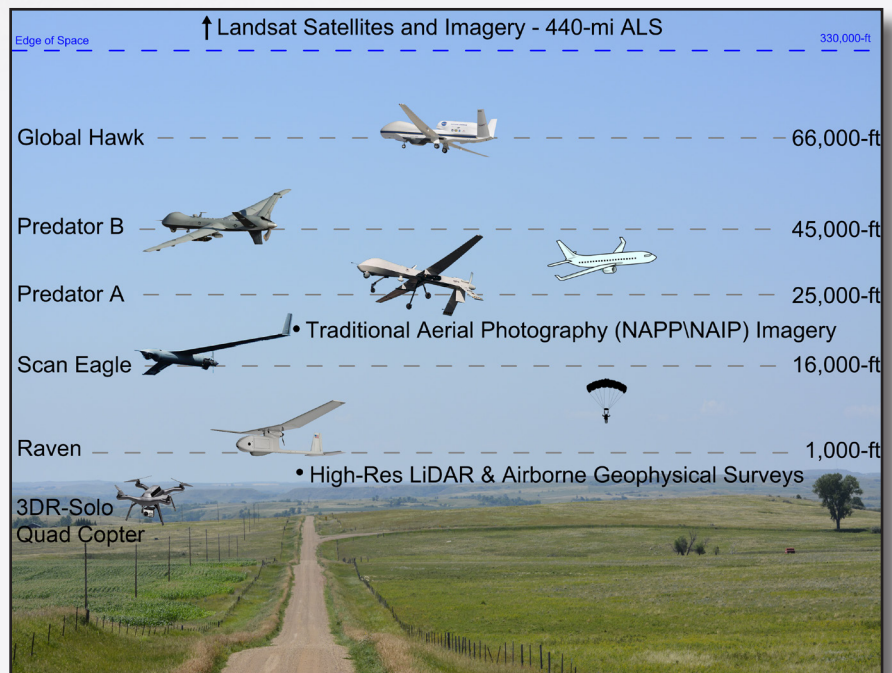 Landsat Satellites and Imagery - 440-mi ALS
Edge of Space 330,000-ft
Global Hawk 66,000-ft
Predator B 45,000-ft
Predator A 25,000-ft
• Traditional Aerial Photography (NAPP\NAIP) Imagery
Scan Eagle 16,000-ft
Raven 1,000-ft
• High-Res LiDAR & Airborne Geophysical Surveys
3DR-Solo
Quad Copter